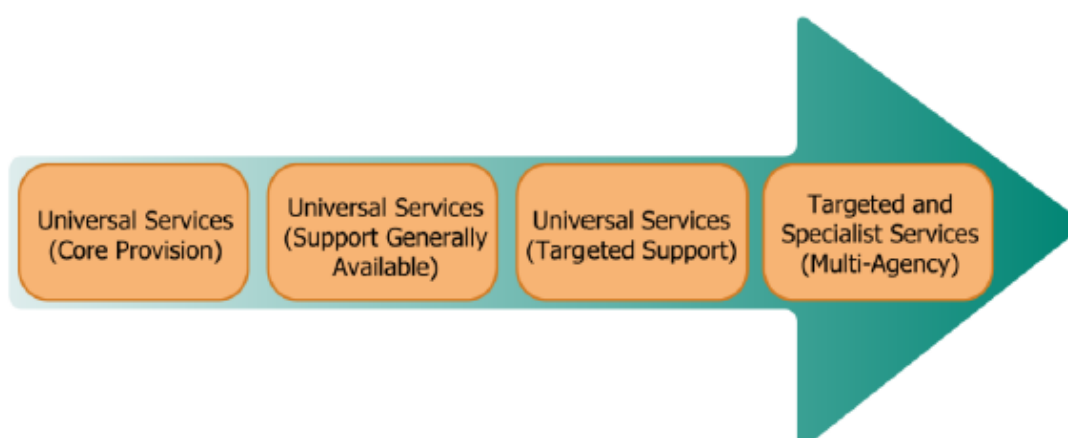 Universal Services
(Core Provision)
Universal Services
(Support Generally
Available)
Universal Services
(Targeted Support)
Targeted and
Specialist Services
(Multi-Agency)